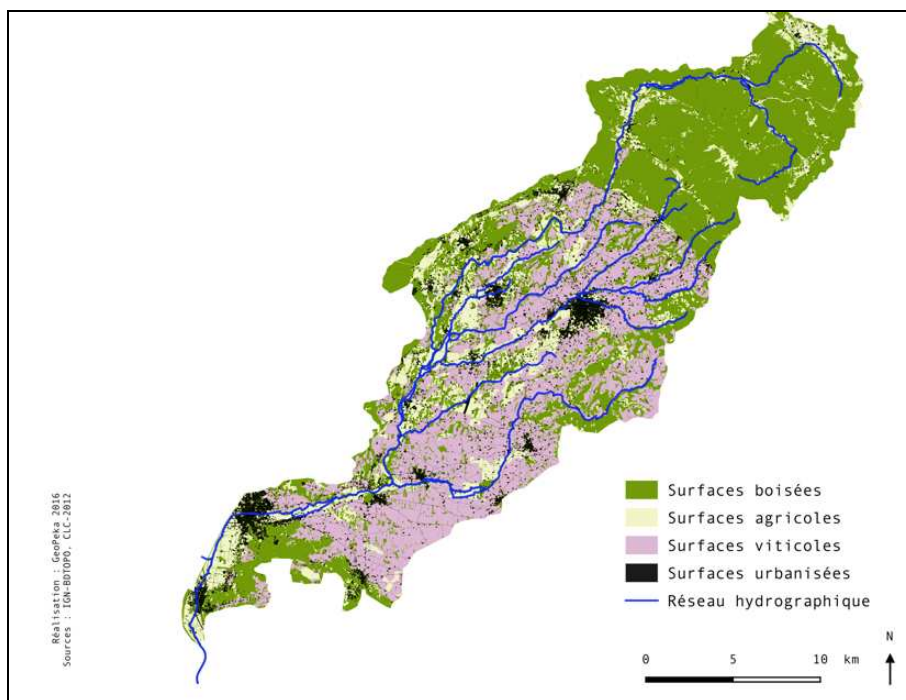 Surfaces boisées
Surfaces agricoles
Surfaces viticoles
Surfaces urbanisées
Réseau hydrographique
Réalisation : GeoPeka 2016
Sources : IGN-BDTOPO, CLC-2012
N
0 5 10 km